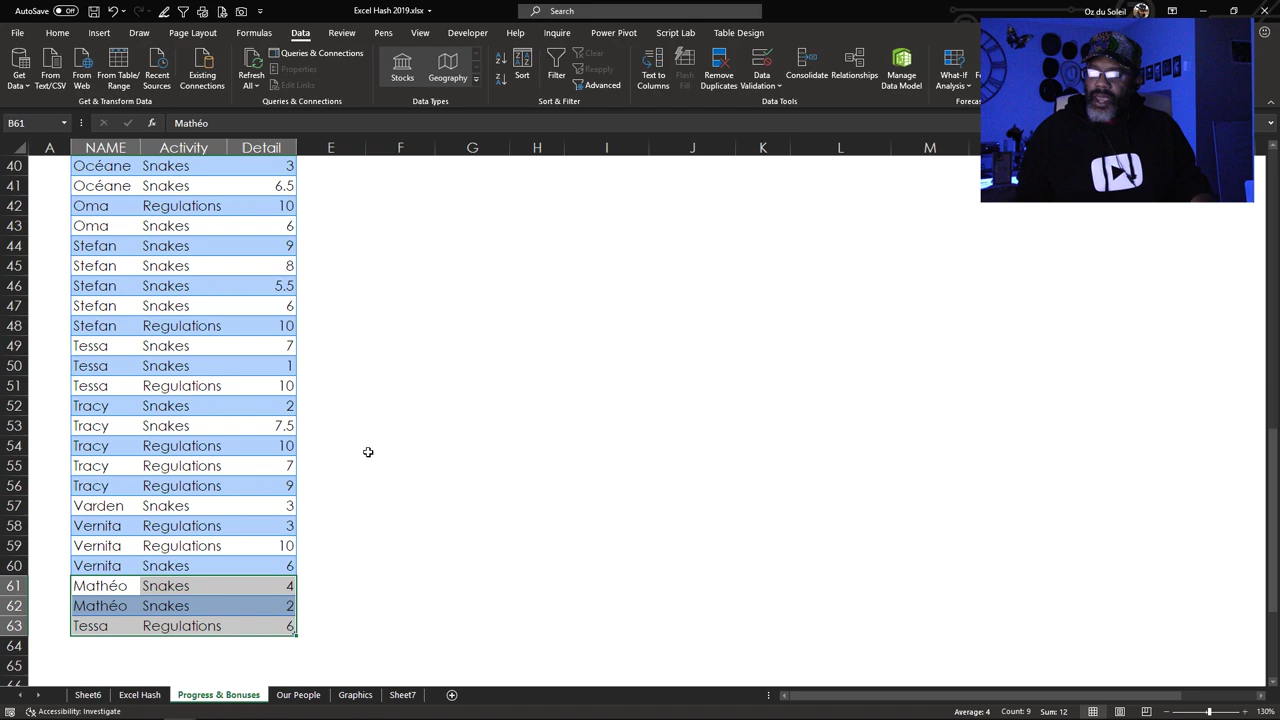 AutoSave Off
Excel Hash 2019.xlsx
Search
Oz du Soleil
File Home Insert Draw Page Layout Formulas Data Review Pens View Developer Help Inquire Power Pivot Script Lab Table Design
Get Data
From Text/CSV
From Web
From Table/Range
Recent Sources
Existing Connections
Refresh All
Queries & Connections
Properties
Edit Links
Stocks
Geography
Sort
Filter
Clear
Reapply
Advanced
Text to Columns
Flash Fill
Remove Duplicates
Data Validation
Consolidate
Relationships
Manage Data Model
What-If Analysis
Get & Transform Data
Queries & Connections
Data Types
Sort & Filter
Data Tools
Forecas
B61 fx Mathéo
A NAME Activity Detail E F G H I J K L M
40 Océane Snakes 3
41 Océane Snakes 6.5
42 Oma Regulations 10
43 Oma Snakes 6
44 Stefan Snakes 9
45 Stefan Snakes 8
46 Stefan Snakes 5.5
47 Stefan Snakes 6
48 Stefan Regulations 10
49 Tessa Snakes 7
50 Tessa Snakes 1
51 Tessa Regulations 10
52 Tracy Snakes 2
53 Tracy Snakes 7.5
54 Tracy Regulations 10
55 Tracy Regulations 7
56 Tracy Regulations 9
57 Varden Snakes 3
58 Vernita Regulations 3
59 Vernita Regulations 10
60 Vernita Snakes 6
61 Mathéo Snakes 4
62 Mathéo Snakes 2
63 Tessa Regulations 6
64
65
Sheet6 Excel Hash Progress & Bonuses Our People Graphics Sheet7
Accessibility: Investigate
Average: 4 Count: 9 Sum: 12
130%